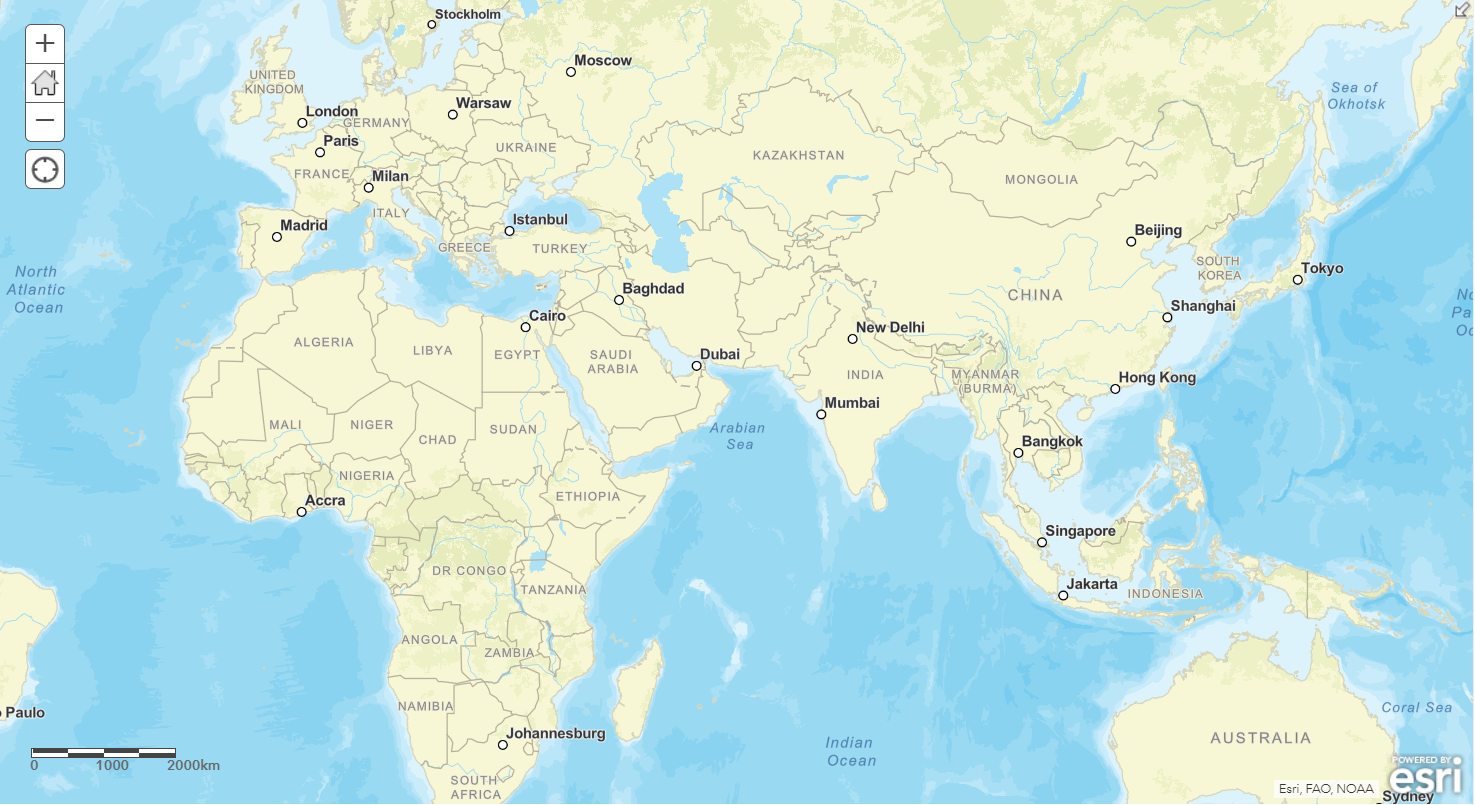 Stockholm
Moscow
UNITED
KINGDOM
Sea of
Okhotsk
Warsaw
London
GERMANY
Paris
UKRAINE
KAZAKHSTAN
FRANCE
Milan
MONGOLIA
ITALY
Istanbul
Madrid
Beijing
GREECE
TURKEY
SOUTH
KOREA
Tokyo
North
Atlantic
Ocean
Baghdad
CHINA
No
Pa
Oc
Shanghai
Cairo
New Delhi
ALGERIA
LIBYA
EGYPT
SAUDI
ARABIA
Dubai
INDIA
MYANMAR
(BURMA)
Hong Kong
Mumbai
MALI
NIGER
CHAD
SUDAN
Arabian
Sea
Bangkok
NIGERIA
Accra
ETHIOPIA
Singapore
DR CONGO
TANZANIA
Jakarta
INDONESIA
ANGOLA
ZAMBIA
NAMIBIA
Paulo
Coral Sea
Johannesburg
Indian
Ocean
AUSTRALIA
0 1000 2000km
SOUTH
AFRICA
POWERED BY
esri
Esri, FAO, NOAA
Sydney